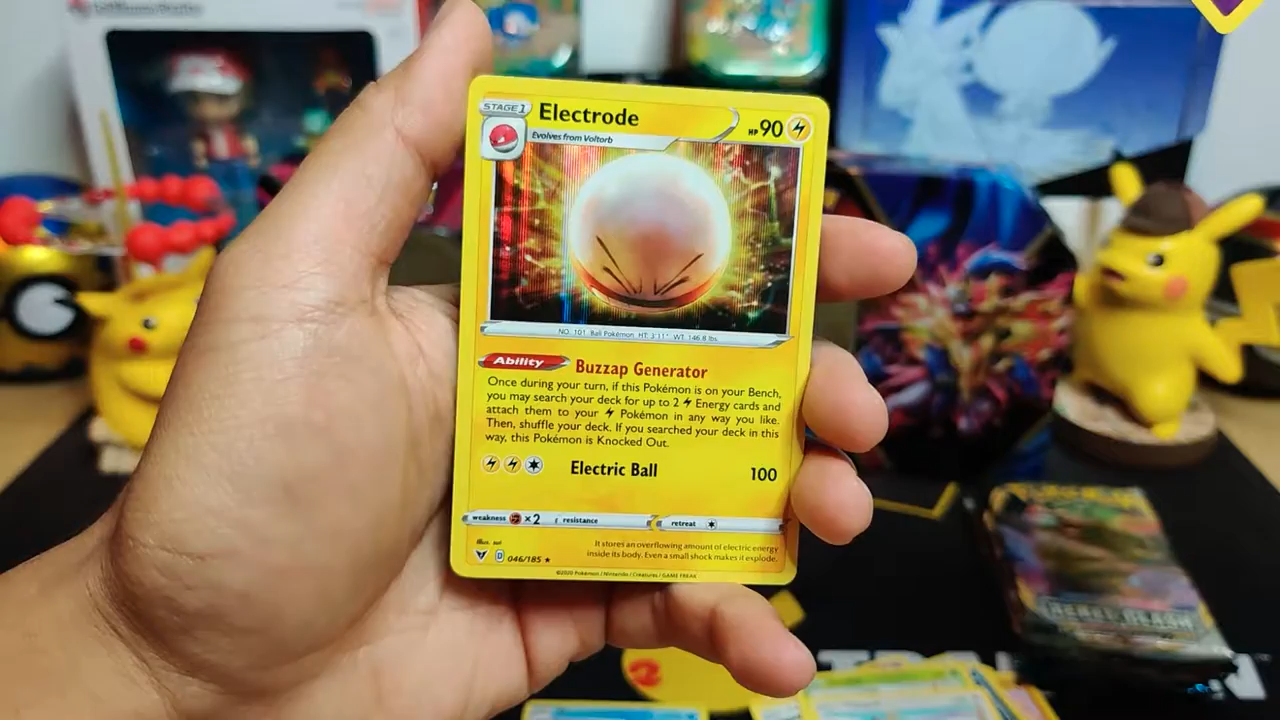 STAGE 1
Electrode
HP 90
Evolves from Voltorb
NO. 101 Ball Pokémon HT: 3'11" WT: 146.8 lbs
Ability Buzzap Generator
Once during your turn, if this Pokémon is on your Bench,
you may search your deck for up to 2 Energy cards and
attach them to your Pokémon in any way you like.
Then, shuffle your deck. If you searched your deck in this
way, this Pokémon is Knocked Out.
Electric Ball 100
weakness ×2 resistance retreat
Illus. sui
D 046/185 ★
It stores an overflowing amount of electric energy
inside its body. Even a small shock makes it explode.
©2020 Pokémon / Nintendo / Creatures / GAME FREAK
REBEL CLASH